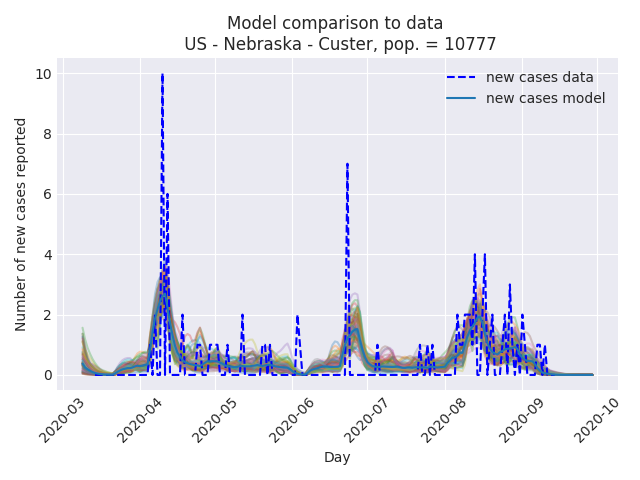 Model comparison to data
US - Nebraska - Custer, pop. = 10777
new cases data
new cases model
Number of new cases reported
10
8
6
4
2
0
2020-03
2020-04
2020-05
2020-06
2020-07
2020-08
2020-09
2020-10
Day